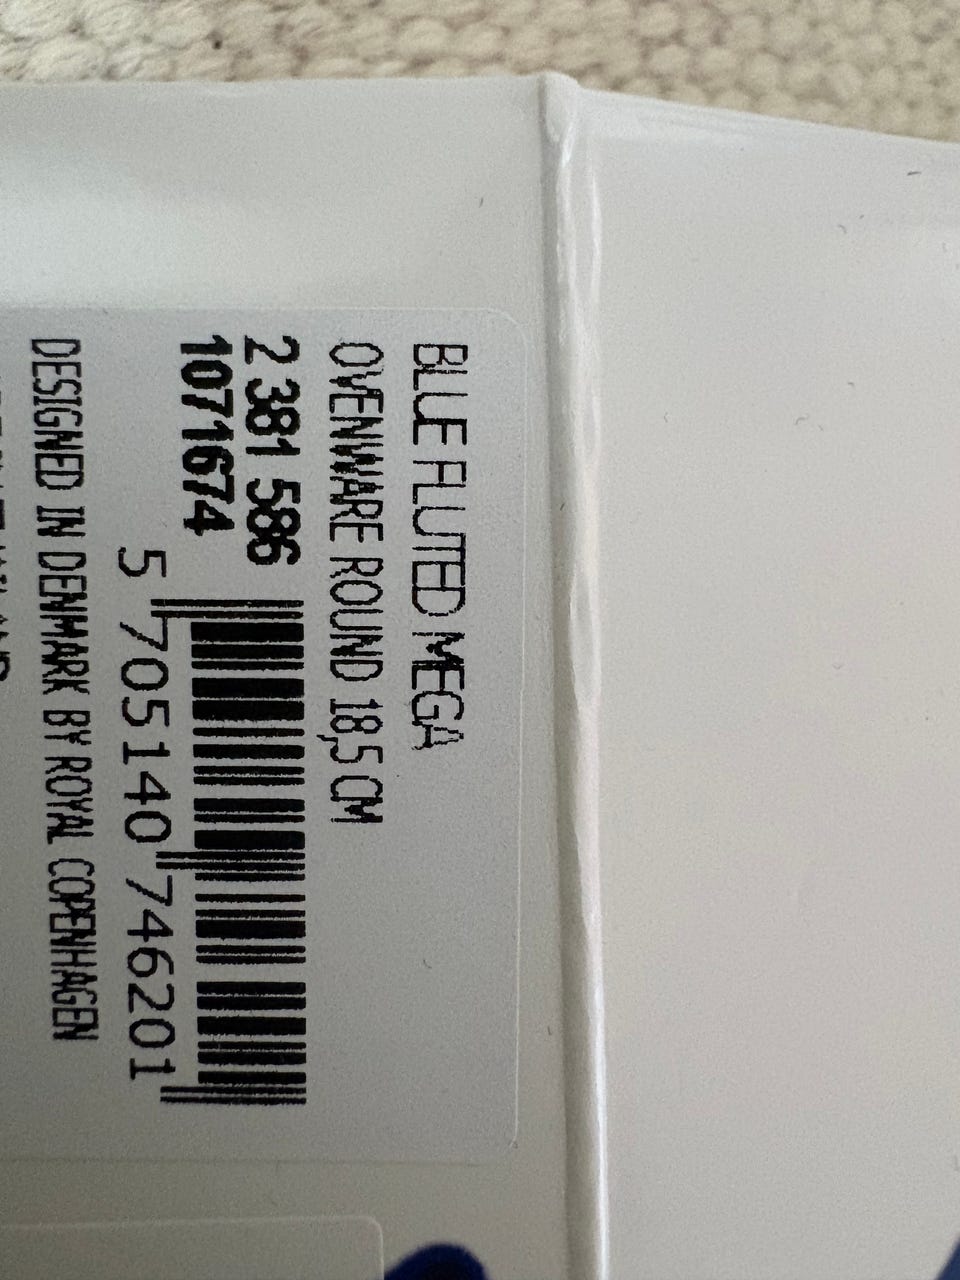 BLUE FLUTED MEGA
OVENWARE ROUND 18,5 CM
2 381 586
1071674
5 705140 746201
DESIGNED IN DENMARK BY ROYAL COPENHAGEN